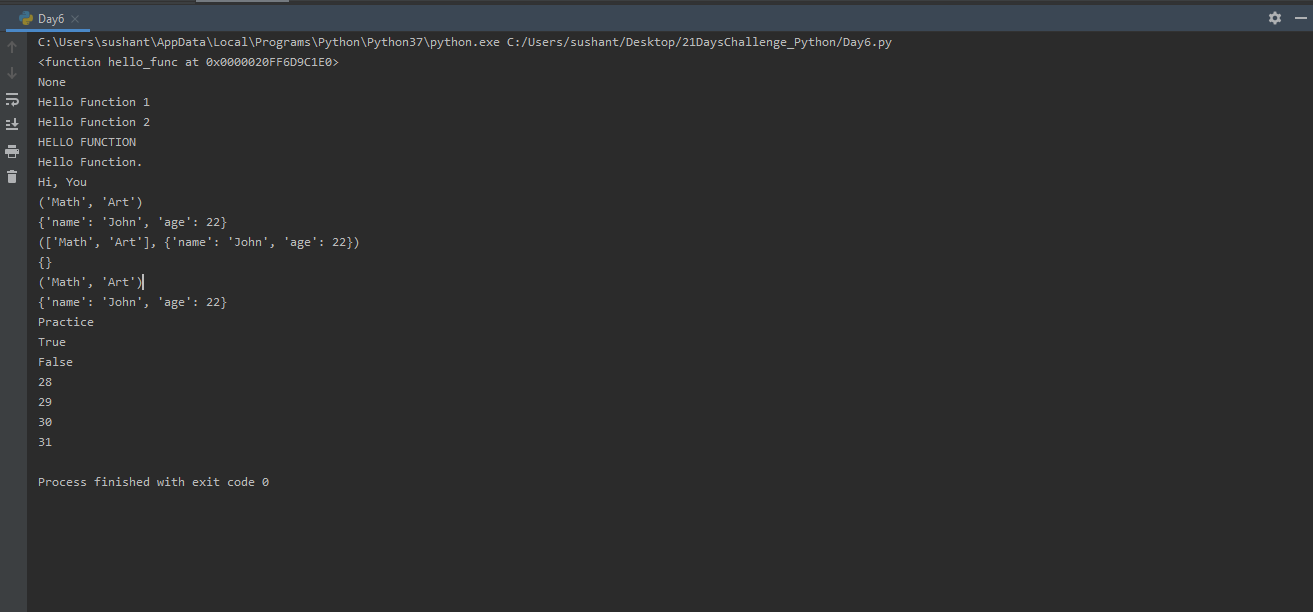 Day6
C:\Users\sushant\AppData\Local\Programs\Python\Python37\python.exe C:/Users/sushant/Desktop/21DaysChallenge_Python/Day6.py
<function hello_func at 0x0000020FF6D9C1E0>
None
Hello Function 1
Hello Function 2
HELLO FUNCTION
Hello Function.
Hi, You
('Math', 'Art')
{'name': 'John', 'age': 22}
(['Math', 'Art'], {'name': 'John', 'age': 22})
{}
('Math', 'Art')
{'name': 'John', 'age': 22}
Practice
True
False
28
29
30
31
Process finished with exit code 0